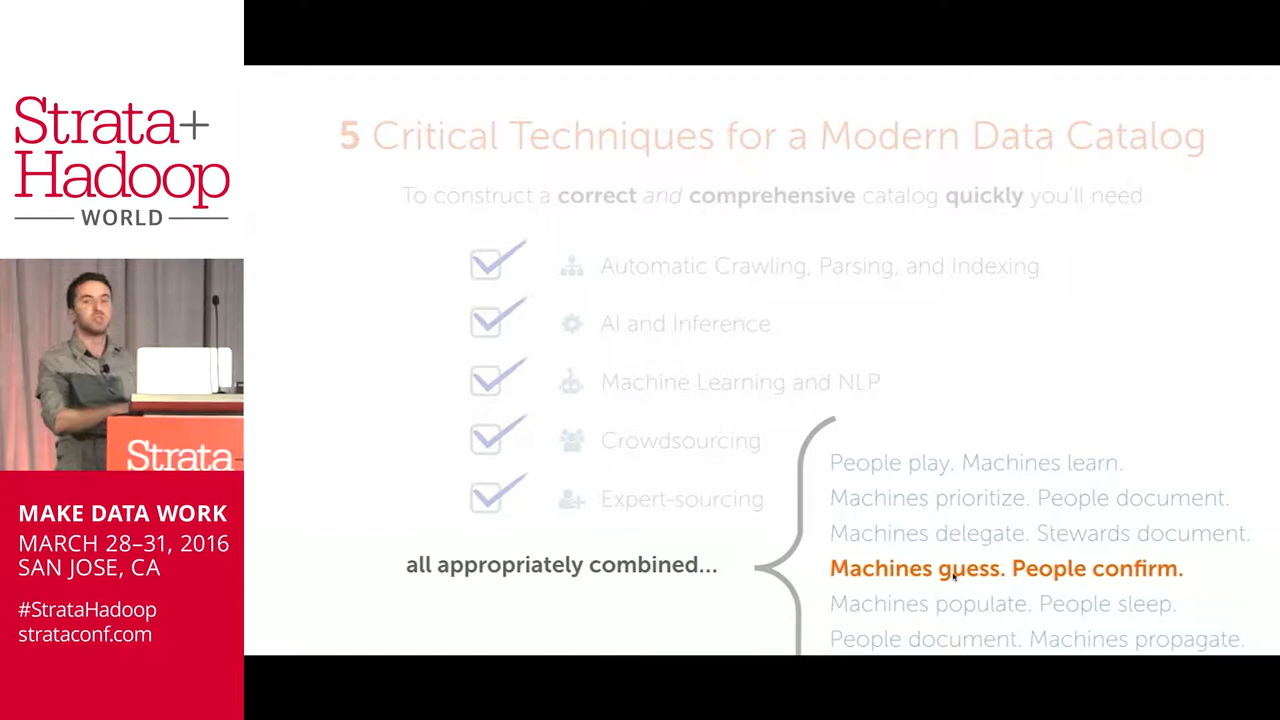 Strata+
Hadoop
WORLD
Strata
MAKE DATA WORK
MARCH 28–31, 2016
SAN JOSE, CA
#StrataHadoop
strataconf.com
5 Critical Techniques for a Modern Data Catalog
To construct a correct and comprehensive catalog quickly you'll need
Automatic Crawling, Parsing, and Indexing
AI and Inference
Machine Learning and NLP
Crowdsourcing
Expert-sourcing
all appropriately combined...
People play. Machines learn.
Machines prioritize. People document.
Machines delegate. Stewards document.
Machines guess. People confirm.
Machines populate. People sleep.
People document. Machines propagate.